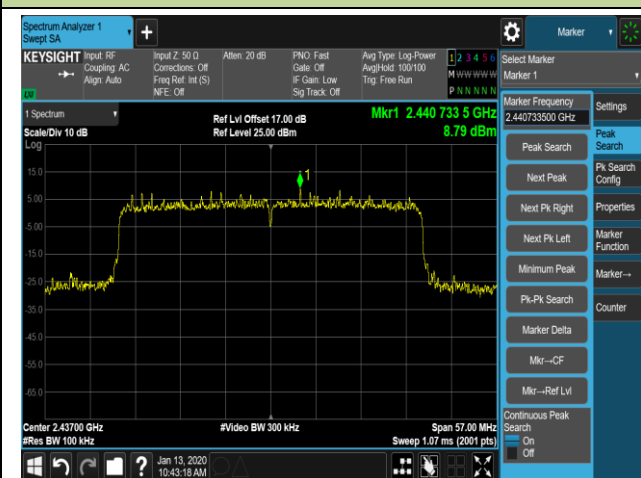 Spectrum Analyzer 1
Swept SA
+
Marker
KEYSIGHT
Input: RF
Coupling: AC
Align: Auto
Input Z: 50 Ω
Corrections: Off
Freq Ref: Int (S)
NFE: Off
Atten: 20 dB
PNO: Fast
Gate: Off
IF Gain: Low
Sig Track: Off
Avg Type: Log-Power
Avg|Hold: 100/100
Trig: Free Run
1 2 3 4 5 6
M W W W W W
P N N N N N
LXI
Select Marker
Marker 1
1 Spectrum
Scale/Div 10 dB
Log
Ref Lvl Offset 17.00 dB
Ref Level 25.00 dBm
Mkr1 2.440 733 5 GHz
8.79 dBm
15.0
5.00
-5.00
-15.0
-25.0
-35.0
-45.0
-55.0
-65.0
1
Center 2.43700 GHz
#Res BW 100 kHz
#Video BW 300 kHz
Span 57.00 MHz
Sweep 1.07 ms (2001 pts)
Marker Frequency
2.440733500 GHz
Peak Search
Next Peak
Next Pk Right
Next Pk Left
Minimum Peak
Pk-Pk Search
Marker Delta
Mkr→CF
Mkr→Ref Lvl
Continuous Peak
Search
On
Off
Settings
Peak
Search
Pk Search
Config
Properties
Marker
Function
Marker→
Counter
?
Jan 13, 2020
10:43:18 AM